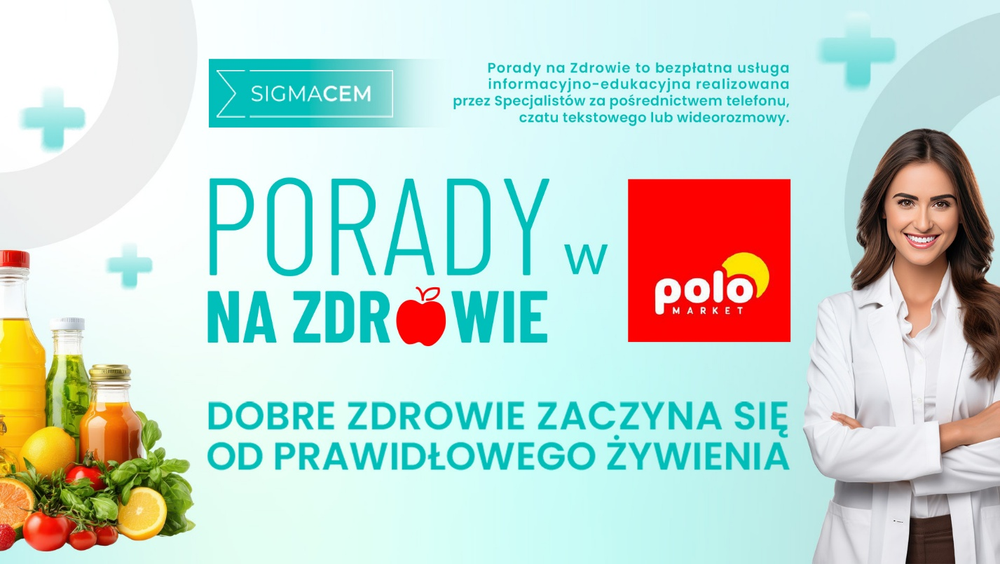 SIGMACEM
Porady na Zdrowie to bezpłatna usługa
informacyjno-edukacyjna realizowana
przez Specjalistów za pośrednictwem telefonu,
czatu tekstowego lub wideorozmowy.
PORADY
NA ZDROWIE
w
polo
MARKET
DOBRE ZDROWIE ZACZYNA SIĘ
OD PRAWIDŁOWEGO ŻYWIENIA